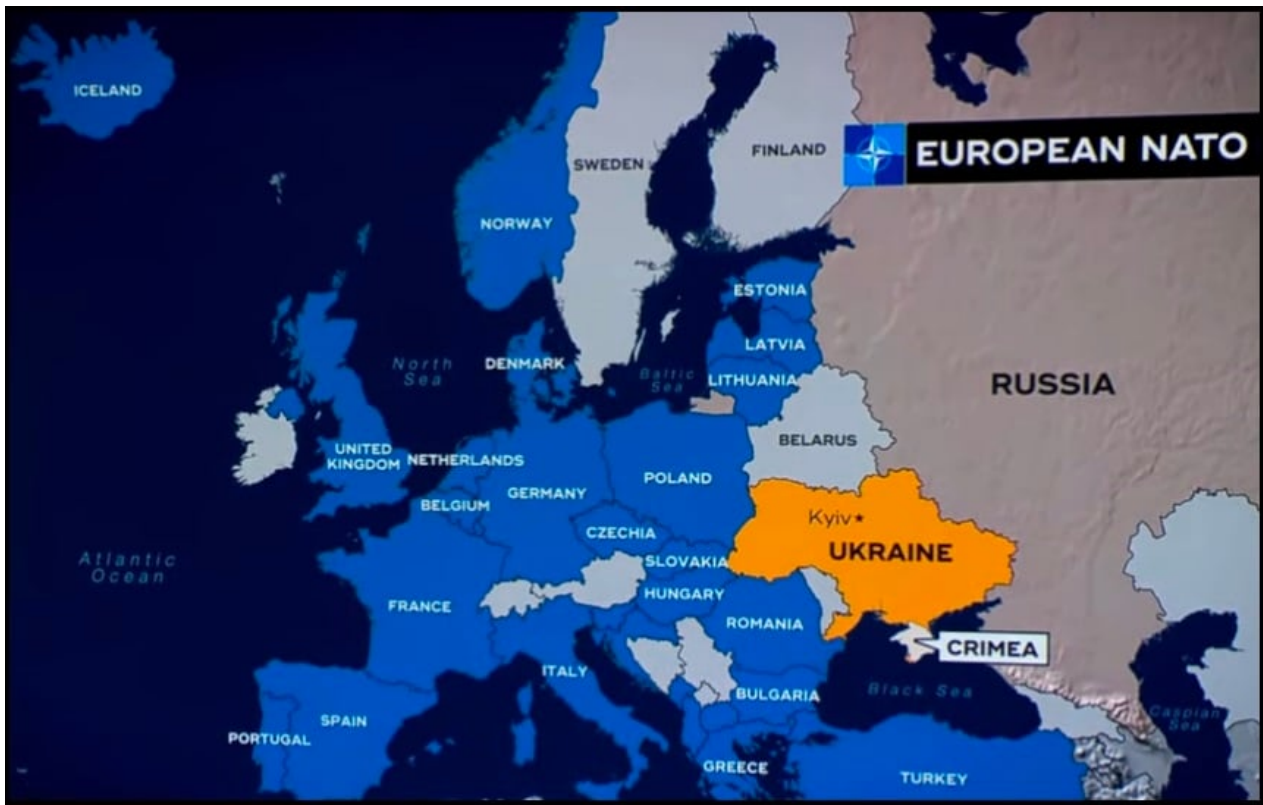 ICELAND
EUROPEAN NATO
FINLAND
SWEDEN
NORWAY
ESTONIA
LATVIA
North
Sea
DENMARK
Baltic
Sea
LITHUANIA
RUSSIA
BELARUS
UNITED
KINGDOM
NETHERLANDS
POLAND
GERMANY
BELGIUM
Kyiv
CZECHIA
UKRAINE
SLOVAKIA
Atlantic
Ocean
HUNGARY
FRANCE
ROMANIA
CRIMEA
ITALY
Black Sea
BULGARIA
Caspian
Sea
SPAIN
PORTUGAL
GREECE
TURKEY